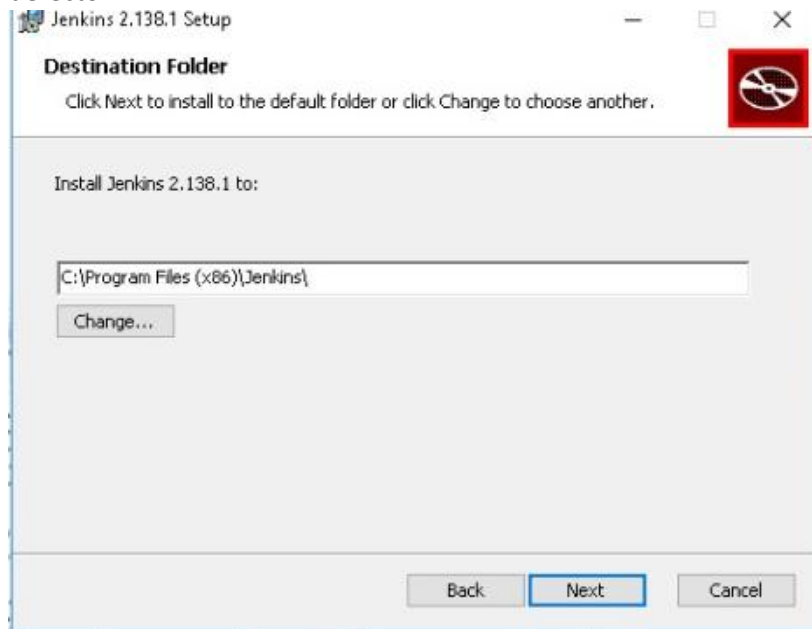 Jenkins 2.138.1 Setup
Destination Folder
Click Next to install to the default folder or click Change to choose another.
Install Jenkins 2.138.1 to:
C:\Program Files (x86)\Jenkins\
Change...
Back Next Cancel